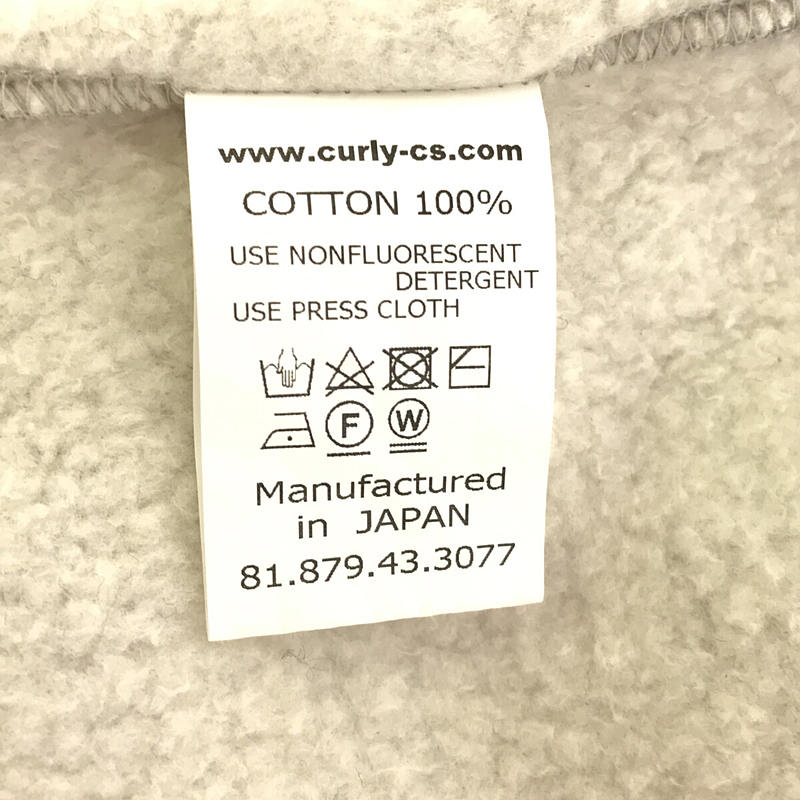 www.curly-cs.com
COTTON 100%
USE NONFLUORESCENT
DETERGENT
USE PRESS CLOTH
F W
Manufactured
in JAPAN
81.879.43.3077